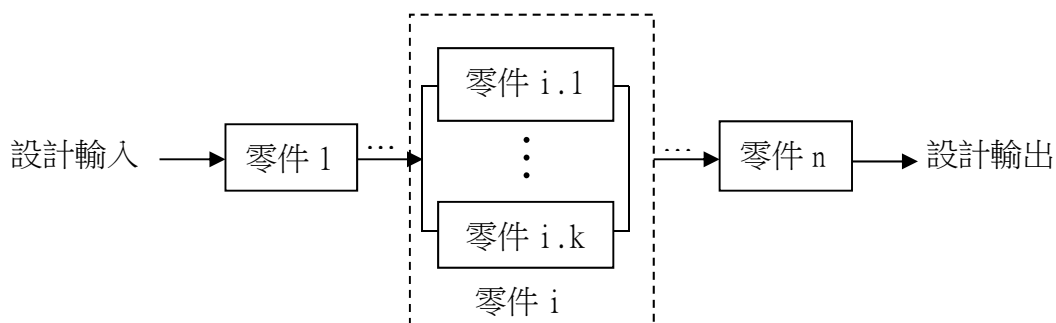 零件 i.1
設計輸入
零件 1
…
…
零件 n
設計輸出
零件 i.k
零件 i